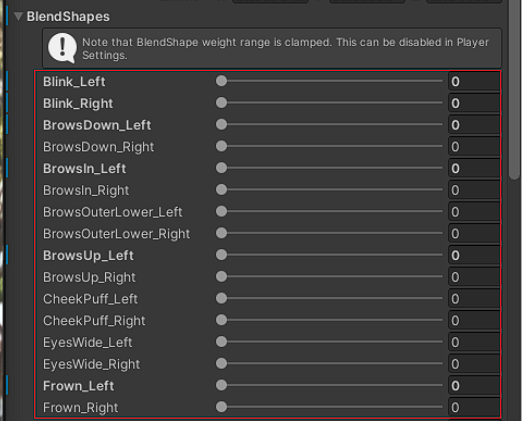 BlendShapes
Note that BlendShape weight range is clamped. This can be disabled in Player
Settings.
Blink_Left 0
Blink_Right 0
BrowsDown_Left 0
BrowsDown_Right 0
BrowsIn_Left 0
BrowsIn_Right 0
BrowsOuterLower_Left 0
BrowsOuterLower_Right 0
BrowsUp_Left 0
BrowsUp_Right 0
CheekPuff_Left 0
CheekPuff_Right 0
EyesWide_Left 0
EyesWide_Right 0
Frown_Left 0
Frown_Right 0